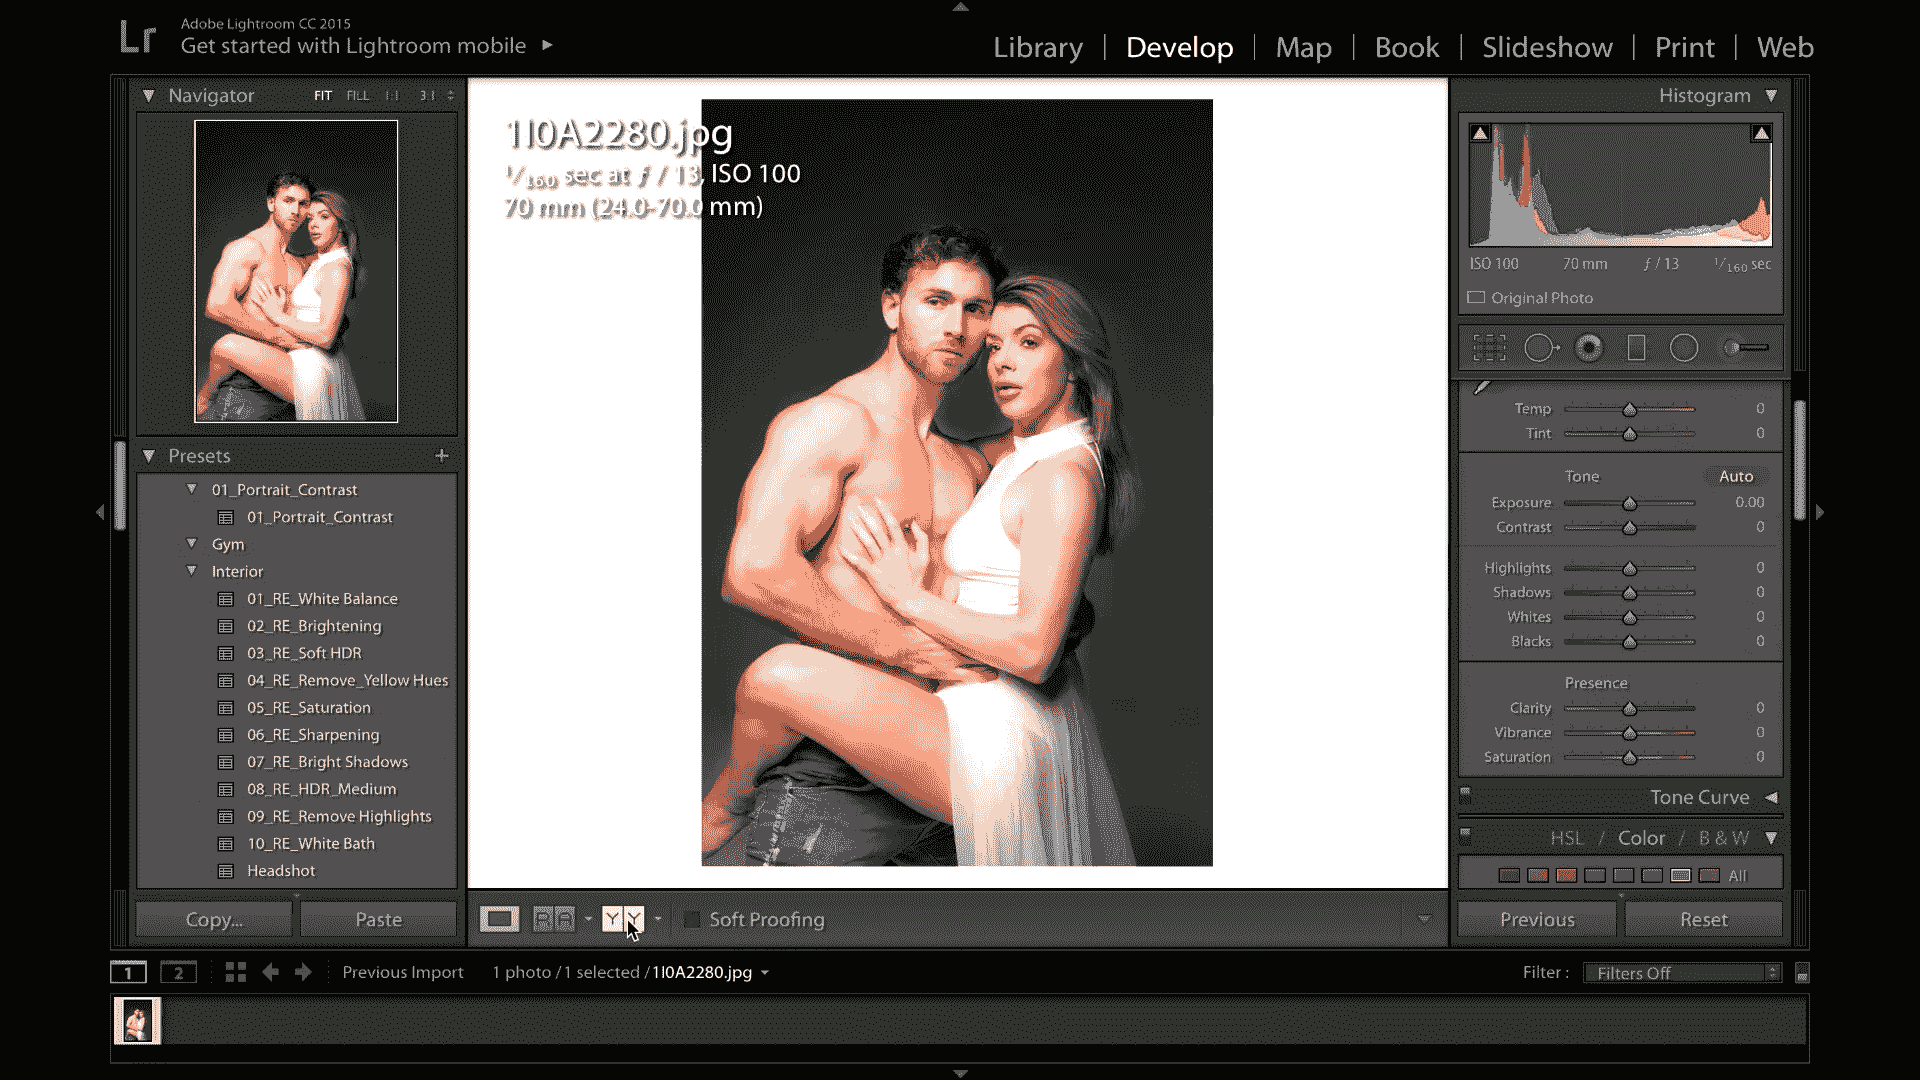 Lr
Adobe Lightroom CC 2015
Get started with Lightroom mobile
Library | Develop | Map | Book | Slideshow | Print | Web
Navigator FIT FILL 1:1 3:1
1I0A2280.jpg
1/160 sec at ƒ / 13, ISO 100
70 mm (24.0-70.0 mm)
Presets +
01_Portrait_Contrast
01_Portrait_Contrast
Gym
Interior
01_RE_White Balance
02_RE_Brightening
03_RE_Soft HDR
04_RE_Remove_Yellow Hues
05_RE_Saturation
06_RE_Sharpening
07_RE_Bright Shadows
08_RE_HDR_Medium
09_RE_Remove Highlights
10_RE_White Bath
Headshot
Copy... Paste
R A Y Y Soft Proofing
Histogram
ISO 100 70 mm ƒ / 13 1/160 sec
Original Photo
Temp 0
Tint 0
Tone Auto
Exposure 0.00
Contrast 0
Highlights 0
Shadows 0
Whites 0
Blacks 0
Presence
Clarity 0
Vibrance 0
Saturation 0
Tone Curve
HSL / Color / B & W
All
Previous Reset
1 2 Previous Import 1 photo / 1 selected / 1I0A2280.jpg Filter : Filters Off